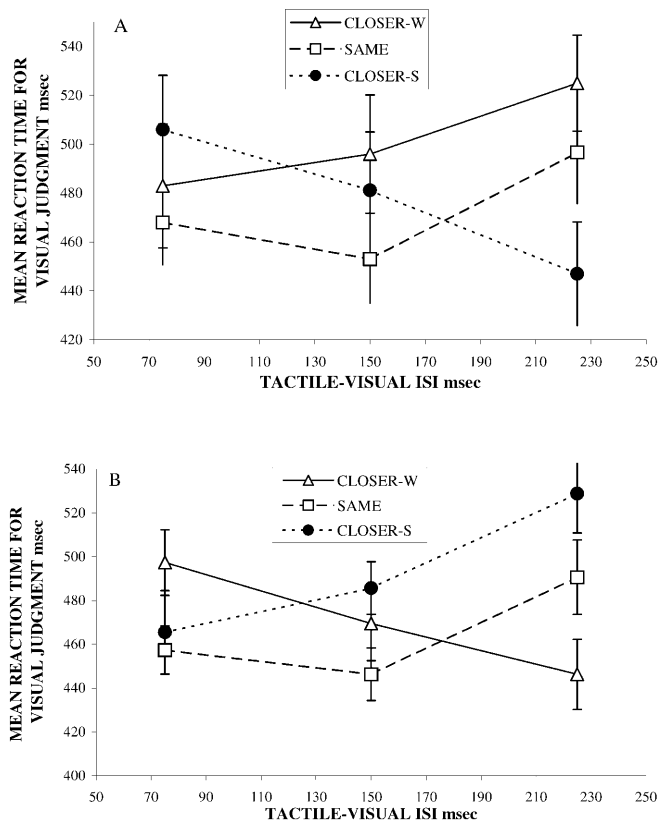 A
CLOSER-W
SAME
CLOSER-S
MEAN REACTION TIME FOR
VISUAL JUDGMENT msec
540
520
500
480
460
440
420
50 70 90 110 130 150 170 190 210 230 250
TACTILE-VISUAL ISI msec
B
CLOSER-W
SAME
CLOSER-S
MEAN REACTION TIME FOR
VISUAL JUDGMENT msec
540
520
500
480
460
440
420
400
50 70 90 110 130 150 170 190 210 230 250
TACTILE-VISUAL ISI msec